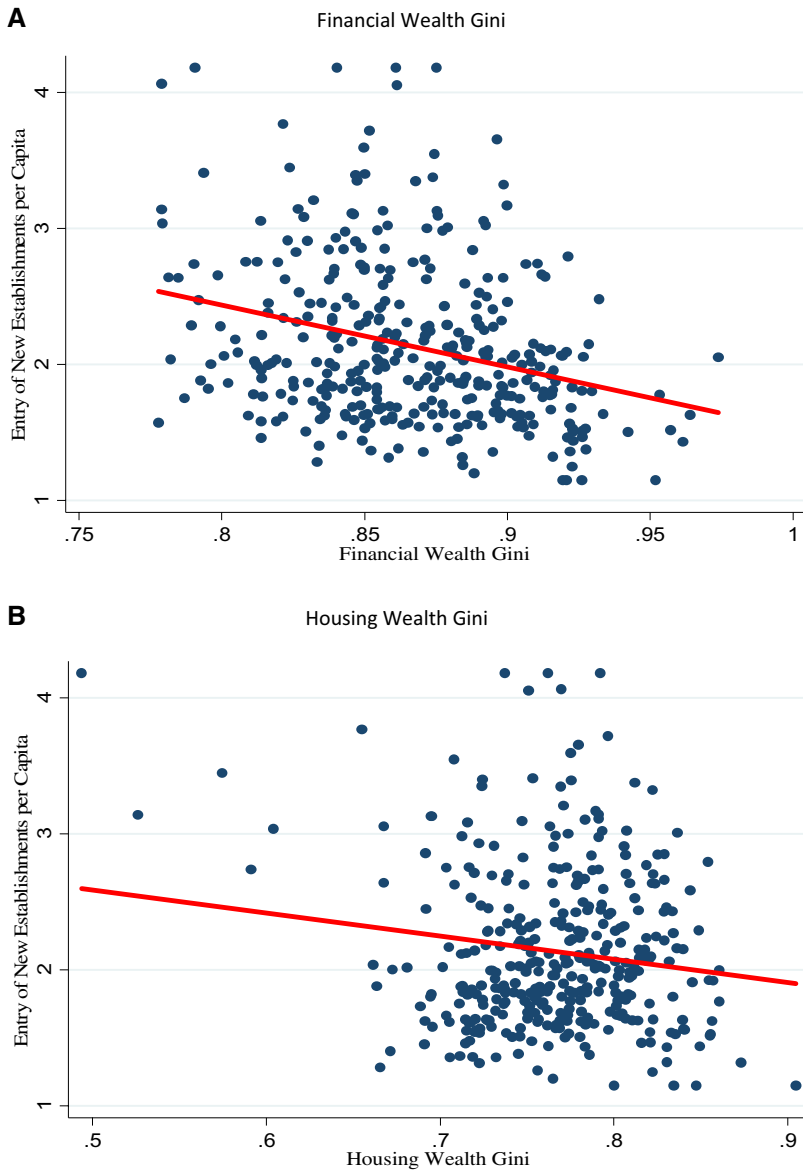 A
Financial Wealth Gini
Entry of New Establishments per Capita
4
3
2
1
.75 .8 .85 .9 .95 1
Financial Wealth Gini
B
Housing Wealth Gini
Entry of New Establishments per Capita
4
3
2
1
.5 .6 .7 .8 .9
Housing Wealth Gini